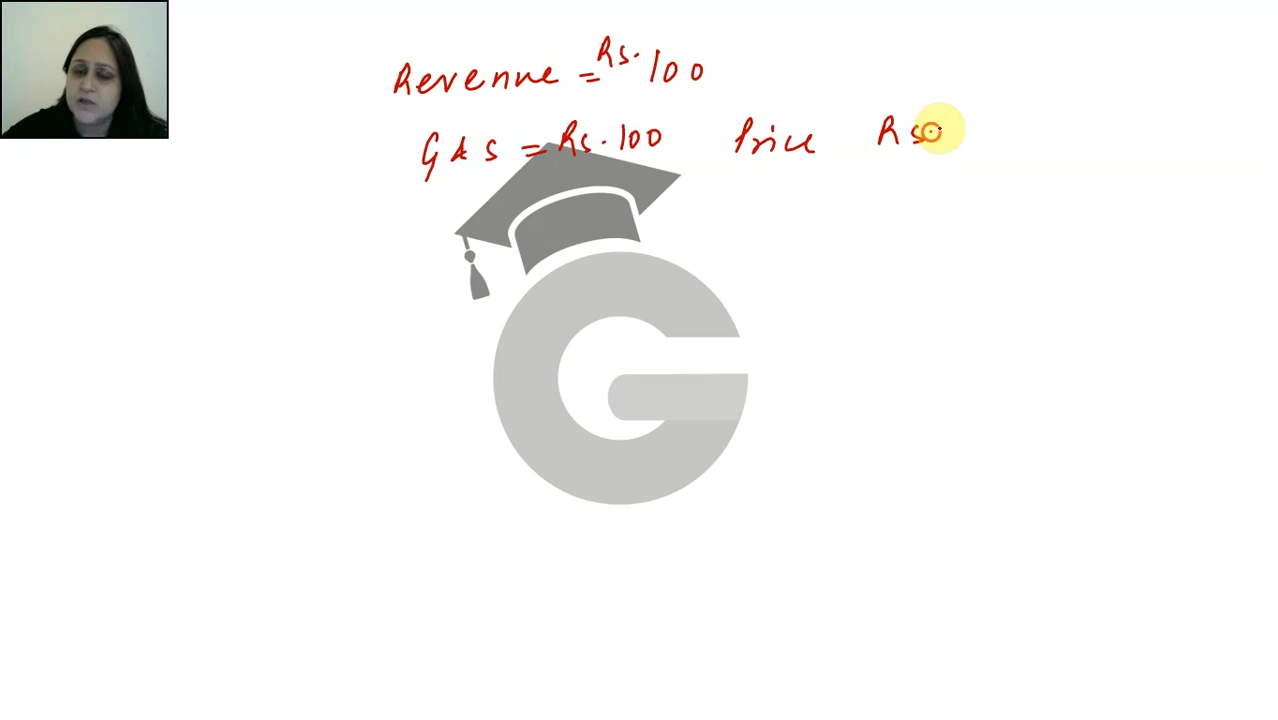 Revenue = Rs. 100
G & S = Rs. 100 Price Rs